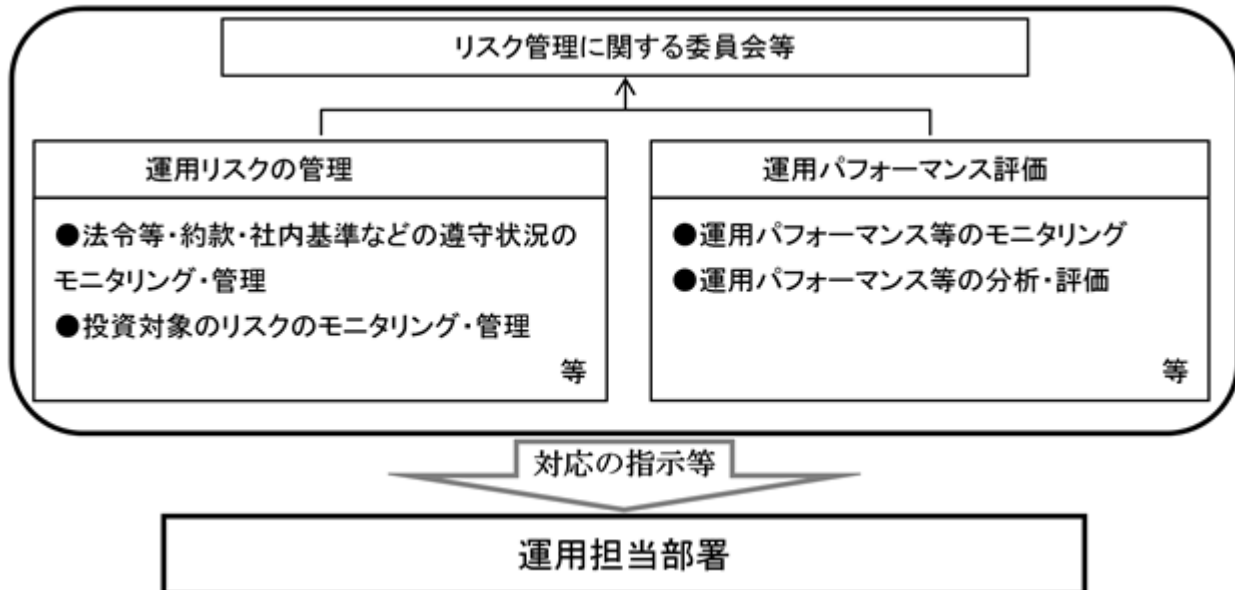 リスク管理に関する委員会等
運用リスクの管理
●法令等・約款・社内基準などの遵守状況の
モニタリング・管理
●投資対象のリスクのモニタリング・管理
等
運用パフォーマンス評価
●運用パフォーマンス等のモニタリング
●運用パフォーマンス等の分析・評価
等
対応の指示等
運用担当部署